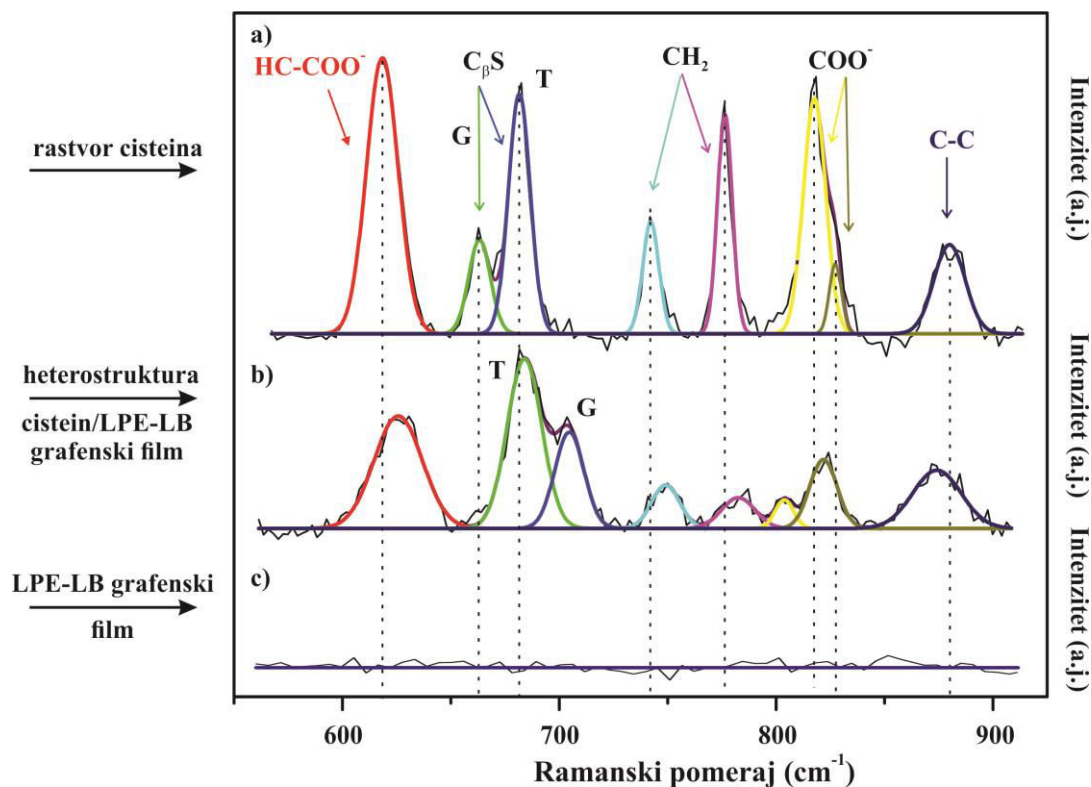 a)
HC-COO⁻
CᵦS
T
G
CH₂
COO⁻
C-C
rastvor cisteina
Intenzitet (a.j.)
heterostruktura
cistein/LPE-LB
grafenski film
b)
T
G
Intenzitet (a.j.)
LPE-LB grafenski
film
c)
Intenzitet (a.j.)
600
700
800
900
Ramanski pomeraj (cm⁻¹)